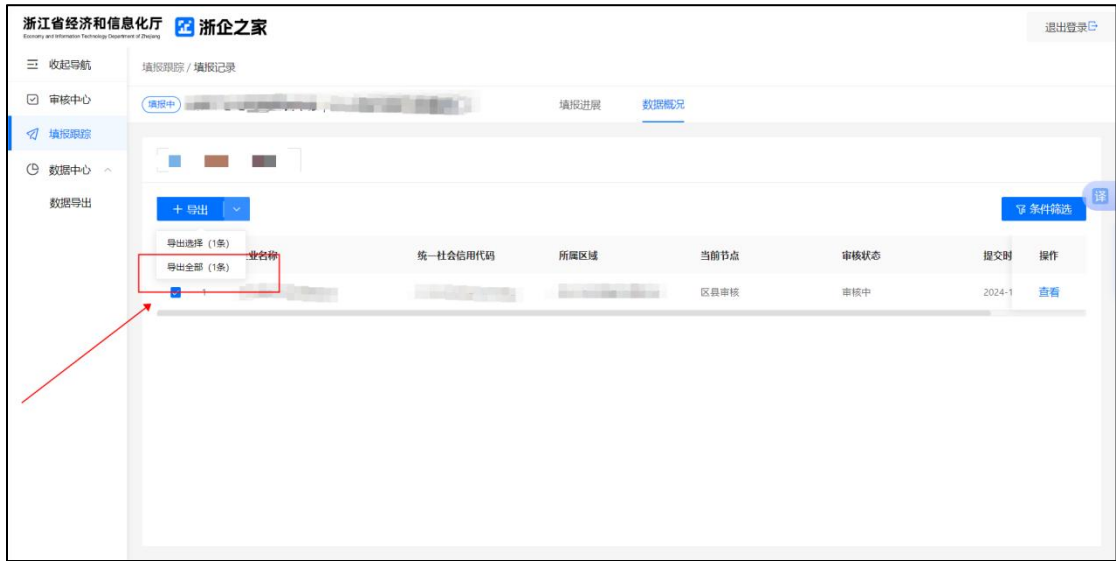 浙江省经济和信息化厅 浙企之家
Economy and Information Technology Department of Zhejiang
退出登录
收起导航
填报跟踪 / 填报记录
审核中心
填报中 填报进展 数据概况
填报跟踪
数据中心
数据导出
译
+ 导出
条件筛选
导出选择（1条）
业名称 统一社会信用代码 所属区域 当前节点 审核状态 提交时 操作
导出全部（1条）
1 区县审核 审核中 2024-1 查看